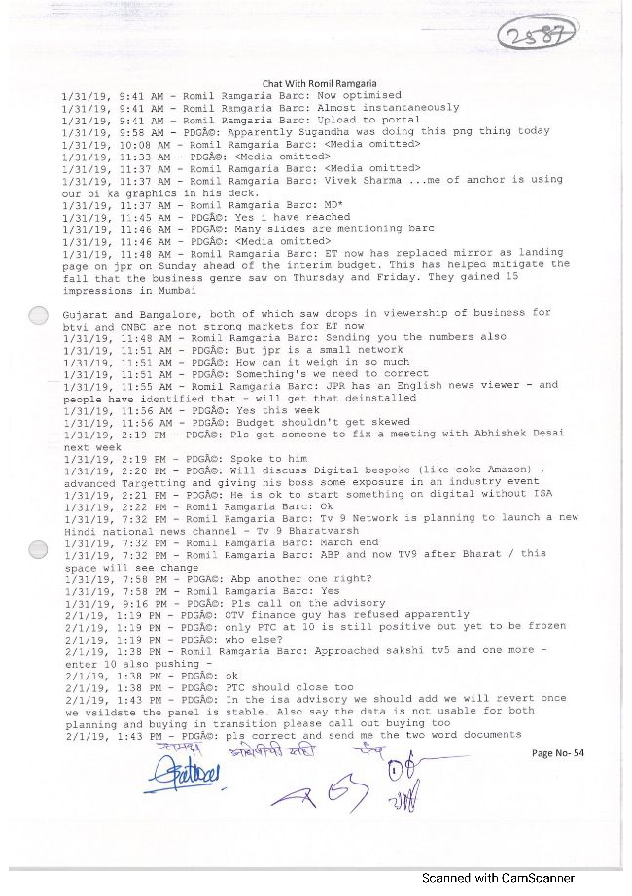 2587
Chat With Romil Ramgaria
1/31/19, 9:41 AM - Romil Ramgaria Barc: Now optimised
1/31/19, 9:41 AM - Romil Ramgaria Barc: Almost instantaneously
1/31/19, 9:41 AM - Romil Ramgaria Barc: Upload to portal
1/31/19, 9:58 AM - PDGÂ©: Apparently Sugandha was doing this png thing today
1/31/19, 10:08 AM - Romil Ramgaria Barc: <Media omitted>
1/31/19, 11:33 AM - PDGÂ©: <Media omitted>
1/31/19, 11:37 AM - Romil Ramgaria Barc: <Media omitted>
1/31/19, 11:37 AM - Romil Ramgaria Barc: Vivek Sharma ...me of anchor is using
our bi ka graphics in his deck.
1/31/19, 11:37 AM - Romil Ramgaria Barc: MD*
1/31/19, 11:45 AM - PDGÂ©: Yes i have reached
1/31/19, 11:46 AM - PDGÂ©: Many slides are mentioning barc
1/31/19, 11:46 AM - PDGÂ©: <Media omitted>
1/31/19, 11:48 AM - Romil Ramgaria Barc: ET now has replaced mirror as landing
page on jpr on Sunday ahead of the interim budget. This has helped mitigate the
fall that the business genre saw on Thursday and Friday. They gained 15
impressions in Mumbai
Gujarat and Bangalore, both of which saw drops in viewership of business for
btvi and CNBC are not strong markets for ET now
1/31/19, 11:48 AM - Romil Ramgaria Barc: Sending you the numbers also
1/31/19, 11:51 AM - PDGÂ©: But jpr is a small network
1/31/19, 11:51 AM - PDGÂ©: How can it weigh in so much
1/31/19, 11:51 AM - PDGÂ©: Something's we need to correct
1/31/19, 11:55 AM - Romil Ramgaria Barc: JPR has an English news viewer - and
people have identified that - will get that deinstalled
1/31/19, 11:56 AM - PDGÂ©: Yes this week
1/31/19, 11:56 AM - PDGÂ©: Budget shouldn't get skewed
1/31/19, 2:19 PM - PDGÂ©: Pls get someone to fix a meeting with Abhishek Desai
next week
1/31/19, 2:19 PM - PDGÂ©: Spoke to him
1/31/19, 2:20 PM - PDGÂ©: Will discuss Digital bespoke (like coke Amazon) ,
advanced Targetting and giving his boss some exposure in an industry event
1/31/19, 2:21 PM - PDGÂ©: He is ok to start something on digital without ISA
1/31/19, 2:22 PM - Romil Ramgaria Barc: Ok
1/31/19, 7:32 PM - Romil Ramgaria Barc: Tv 9 Network is planning to launch a new
Hindi national news channel - Tv 9 Bharatvarsh
1/31/19, 7:32 PM - Romil Ramgaria Barc: March end
1/31/19, 7:32 PM - Romil Ramgaria Barc: ABP and now TV9 after Bharat / this
space will see change
1/31/19, 7:58 PM - PDGÂ©: Abp another one right?
1/31/19, 7:58 PM - Romil Ramgaria Barc: Yes
1/31/19, 9:16 PM - PDGÂ©: Pls call on the advisory
2/1/19, 1:19 PM - PDGÂ©: OTV finance guy has refused apparently
2/1/19, 1:19 PM - PDGÂ©: only PTC at 10 is still positive out yet to be frozen
2/1/19, 1:19 PM - PDGÂ©: who else?
2/1/19, 1:38 PM - Romil Ramgaria Barc: Approached sakshi tv5 and one more -
enter 10 also pushing -
2/1/19, 1:38 PM - PDGÂ©: ok
2/1/19, 1:38 PM - PDGÂ©: PTC should close too
2/1/19, 1:43 PM - PDGÂ©: In the isa advisory we should add we will revert once
we vaildate the panel is stable. Also say the data is not usable for both
planning and buying in transition please call out buying too
2/1/19, 1:43 PM - PDGÂ©: pls correct and send me the two word documents
Page No- 54
Scanned with CamScanner